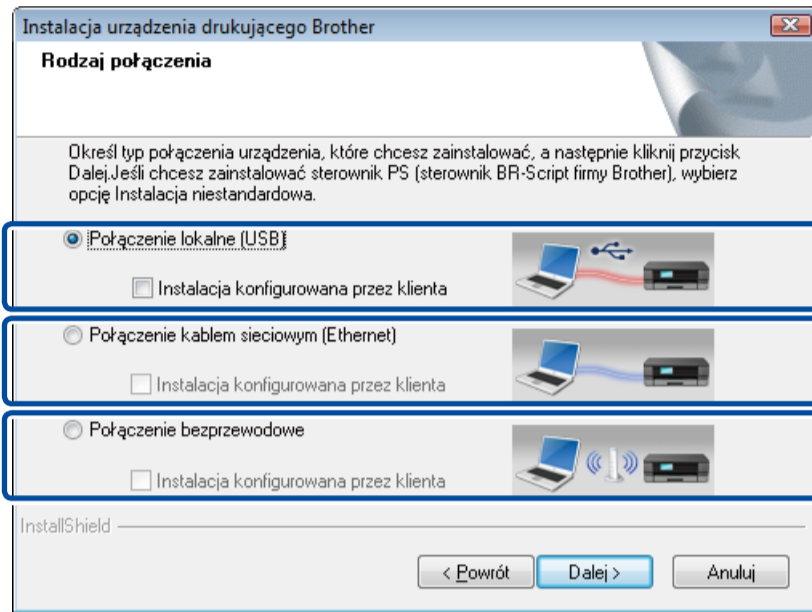 Instalacja urządzenia drukującego Brother
Rodzaj połączenia
Określ typ połączenia urządzenia, które chcesz zainstalować, a następnie kliknij przycisk
Dalej.Jeśli chcesz zainstalować sterownik PS (sterownik BR-Script firmy Brother), wybierz
opcję Instalacja niestandardowa.
Połączenie lokalne (USB)
Instalacja konfigurowana przez klienta
Połączenie kablem sieciowym (Ethernet)
Instalacja konfigurowana przez klienta
Połączenie bezprzewodowe
Instalacja konfigurowana przez klienta
InstallShield
< Powrót Dalej > Anuluj